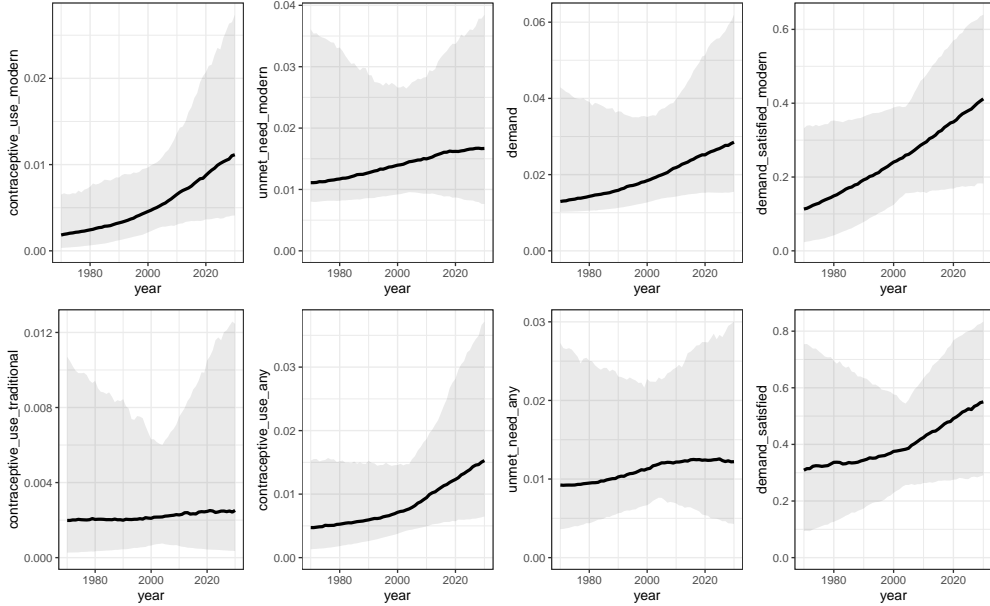 contraceptive_use_modern
0.02
0.01
0.00
1980 2000 2020
year
unmet_need_modern
0.04
0.03
0.02
0.01
0.00
1980 2000 2020
year
demand
0.06
0.04
0.02
0.00
1980 2000 2020
year
demand_satisfied_modern
0.6
0.4
0.2
0.0
1980 2000 2020
year
contraceptive_use_traditional
0.012
0.008
0.004
0.000
1980 2000 2020
year
contraceptive_use_any
0.03
0.02
0.01
0.00
1980 2000 2020
year
unmet_need_any
0.03
0.02
0.01
0.00
1980 2000 2020
year
demand_satisfied
0.8
0.6
0.4
0.2
0.0
1980 2000 2020
year